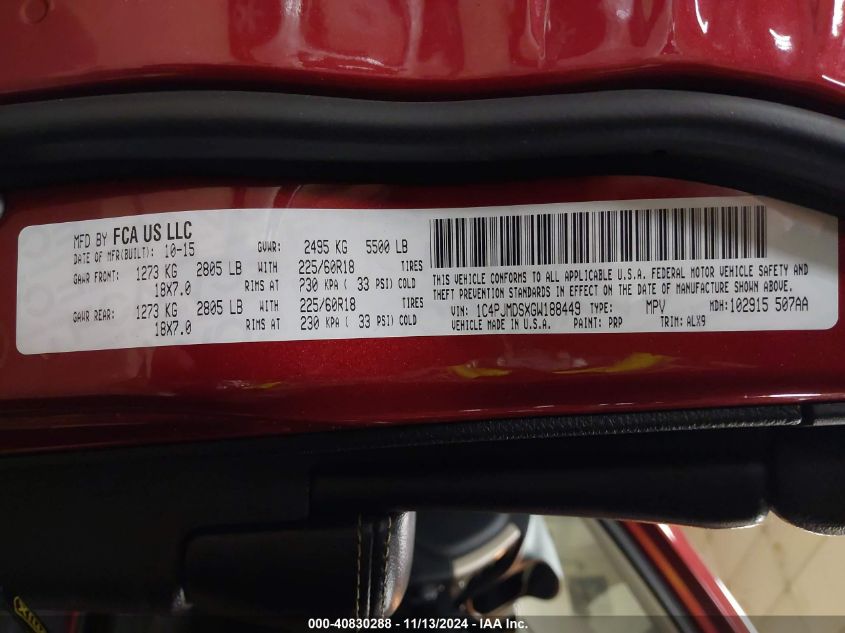 MFD BY FCA US LLC
DATE OF MFR(BUILT): 10-15 GVWR: 2495 KG 5500 LB
GAWR FRONT: 1273 KG 2805 LB WITH 225/60R18 TIRES
18X7.0 RIMS AT 230 KPA ( 33 PSI) COLD
GAWR REAR: 1273 KG 2805 LB WITH 225/60R18 TIRES
18X7.0 RIMS AT 230 KPA ( 33 PSI) COLD
THIS VEHICLE CONFORMS TO ALL APPLICABLE U.S.A. FEDERAL MOTOR VEHICLE SAFETY AND
THEFT PREVENTION STANDARDS IN EFFECT ON THE DATE OF MANUFACTURE SHOWN ABOVE.
VIN: 1C4PJMDSXGW188449 TYPE: MPV MDH:102915 507AA
VEHICLE MADE IN U.S.A. PAINT: PRP TRIM: ALX9
000-40830288 - 11/13/2024 - IAA Inc.